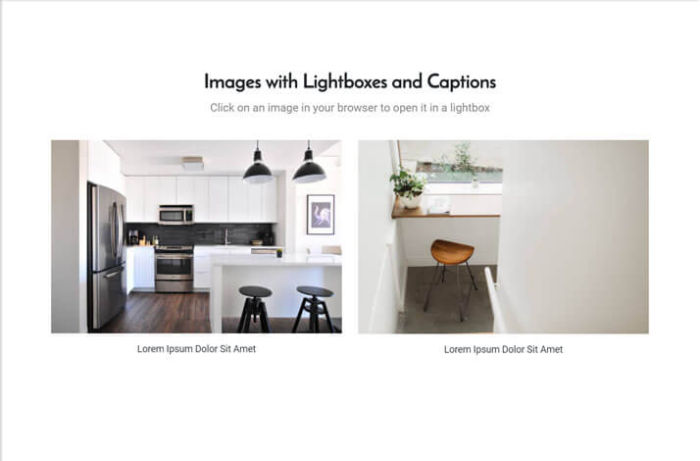 Images with Lightboxes and Captions
Click on an image in your browser to open it in a lightbox
Lorem Ipsum Dolor Sit Amet
Lorem Ipsum Dolor Sit Amet